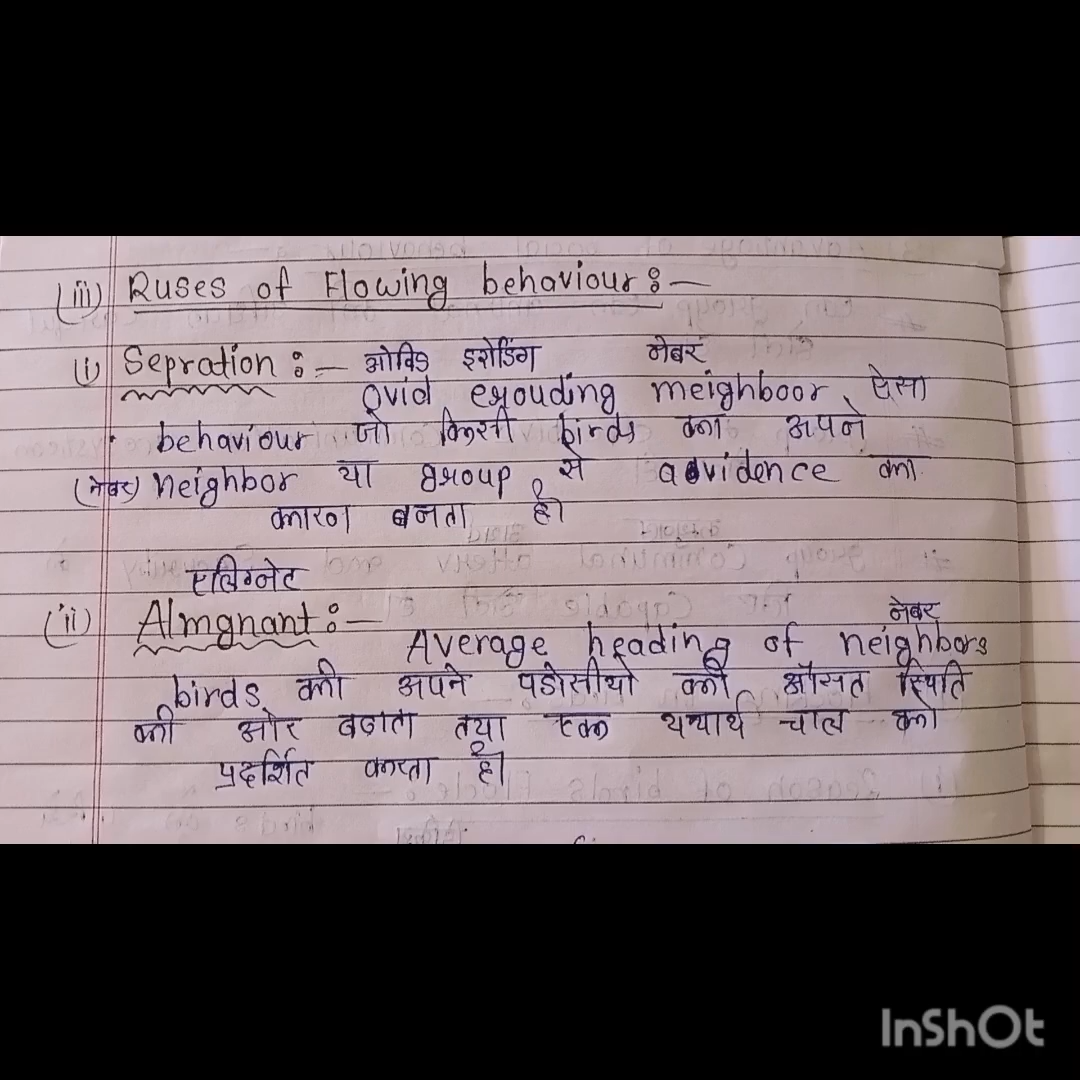 (iii) Ruses of Flowing behaviour :—
(i) Sepration :— ओविड इरोडिंग नेबर
Ovid erouding meighboor, ऐसा
behaviour जो किसी birds का अपने
(नेबर) neighbor या group से advidence का
कारण बनता है।
एलिग्नेट
(ii) Almgnant :— नेबर
Average heading of neighbors
birds की अपने पडोसीयो की औसत स्थिति
की ओर बढ़ाता तथा एक यथार्थ चाल को
प्रदर्शित करता है।
InShOt